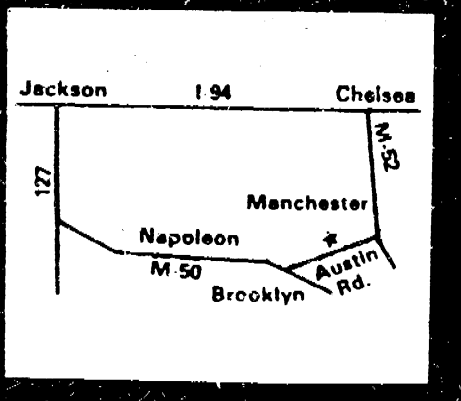 Jackson I-94 Chelsea
M-52
127
Manchester
Napoleon
M-50
Austin Rd.
Brooklyn